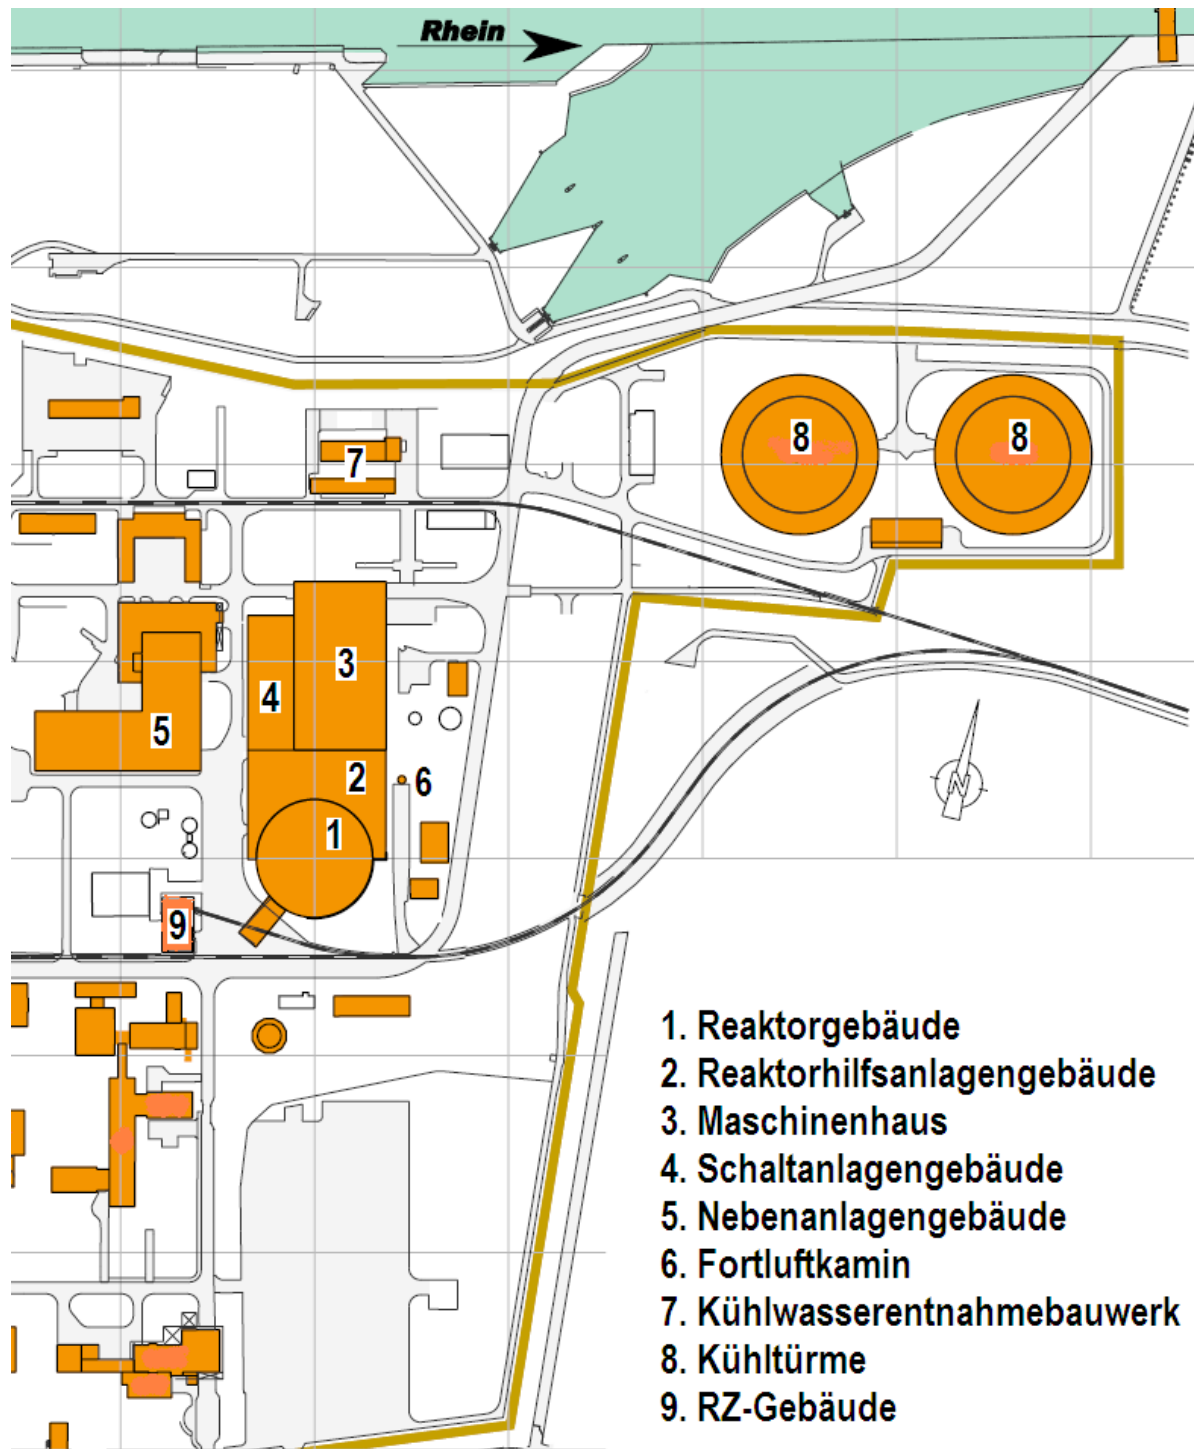 Rhein
8
8
7
3
4
5
2
6
1
9
N
1. Reaktorgebäude
2. Reaktorhilfsanlagengebäude
3. Maschinenhaus
4. Schaltanlagengebäude
5. Nebenanlagengebäude
6. Fortluftkamin
7. Kühlwasserentnahmebauwerk
8. Kühltürme
9. RZ-Gebäude